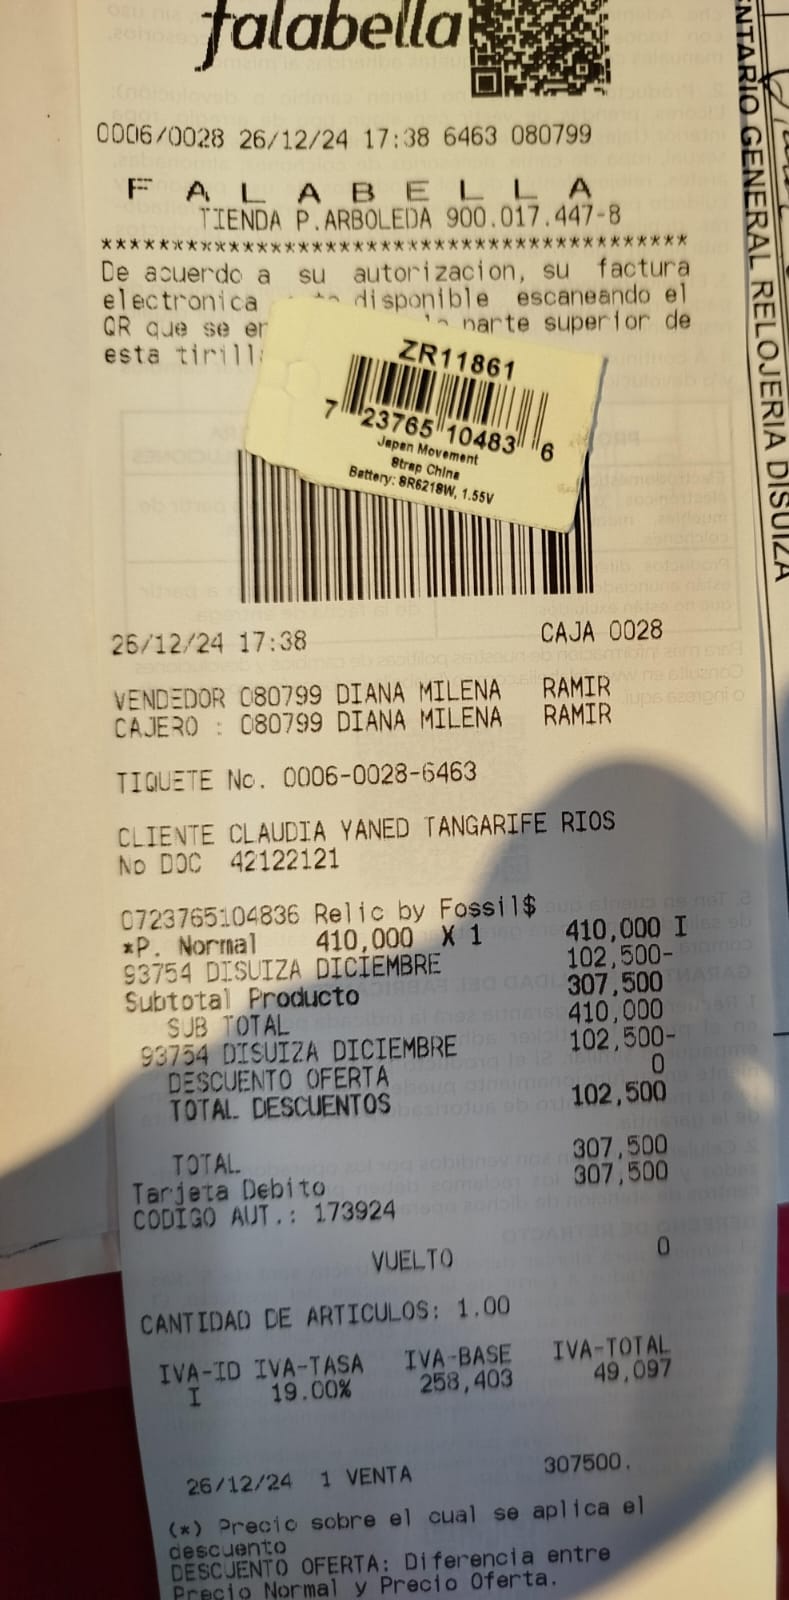 falabella
0006/0028 26/12/24 17:38 6463 080799
F A L A B E L L A
TIENDA P.ARBOLEDA 900.017.447-8
*****************************************
De acuerdo a su autorizacion, su factura
electronica disponible escaneando el
QR que se parte superior de
esta
ZR11861
7 23765 10483 6
Japan Movement
Strap China
Battery: SR621SW, 1.55V
26/12/24 17:38 CAJA 0028
VENDEDOR 080799 DIANA MILENA RAMIR
CAJERO : 080799 DIANA MILENA RAMIR
TIQUETE No. 0006-0028-6463
CLIENTE CLAUDIA YANED TANGARIFE RIOS
No DOC 42122121
0723765104836 Relic by Fossil$
*P. Normal 410,000 X 1 410,000 I
93754 DISUIZA DICIEMBRE 102,500-
Subtotal Producto 307,500
SUB TOTAL 410,000
93754 DISUIZA DICIEMBRE 102,500-
DESCUENTO OFERTA 0
TOTAL DESCUENTOS 102,500
TOTAL 307,500
Tarjeta Debito 307,500
CODIGO AUT.: 173924
VUELTO 0
CANTIDAD DE ARTICULOS: 1.00
IVA-ID IVA-TASA IVA-BASE IVA-TOTAL
I 19.00% 258,403 49,097
26/12/24 1 VENTA 307500.
(*) Precio sobre el cual se aplica el
descuento
DESCUENTO OFERTA: Diferencia entre
Precio Normal y Precio Oferta.
GENERAL RELOJERIA DISUIZA